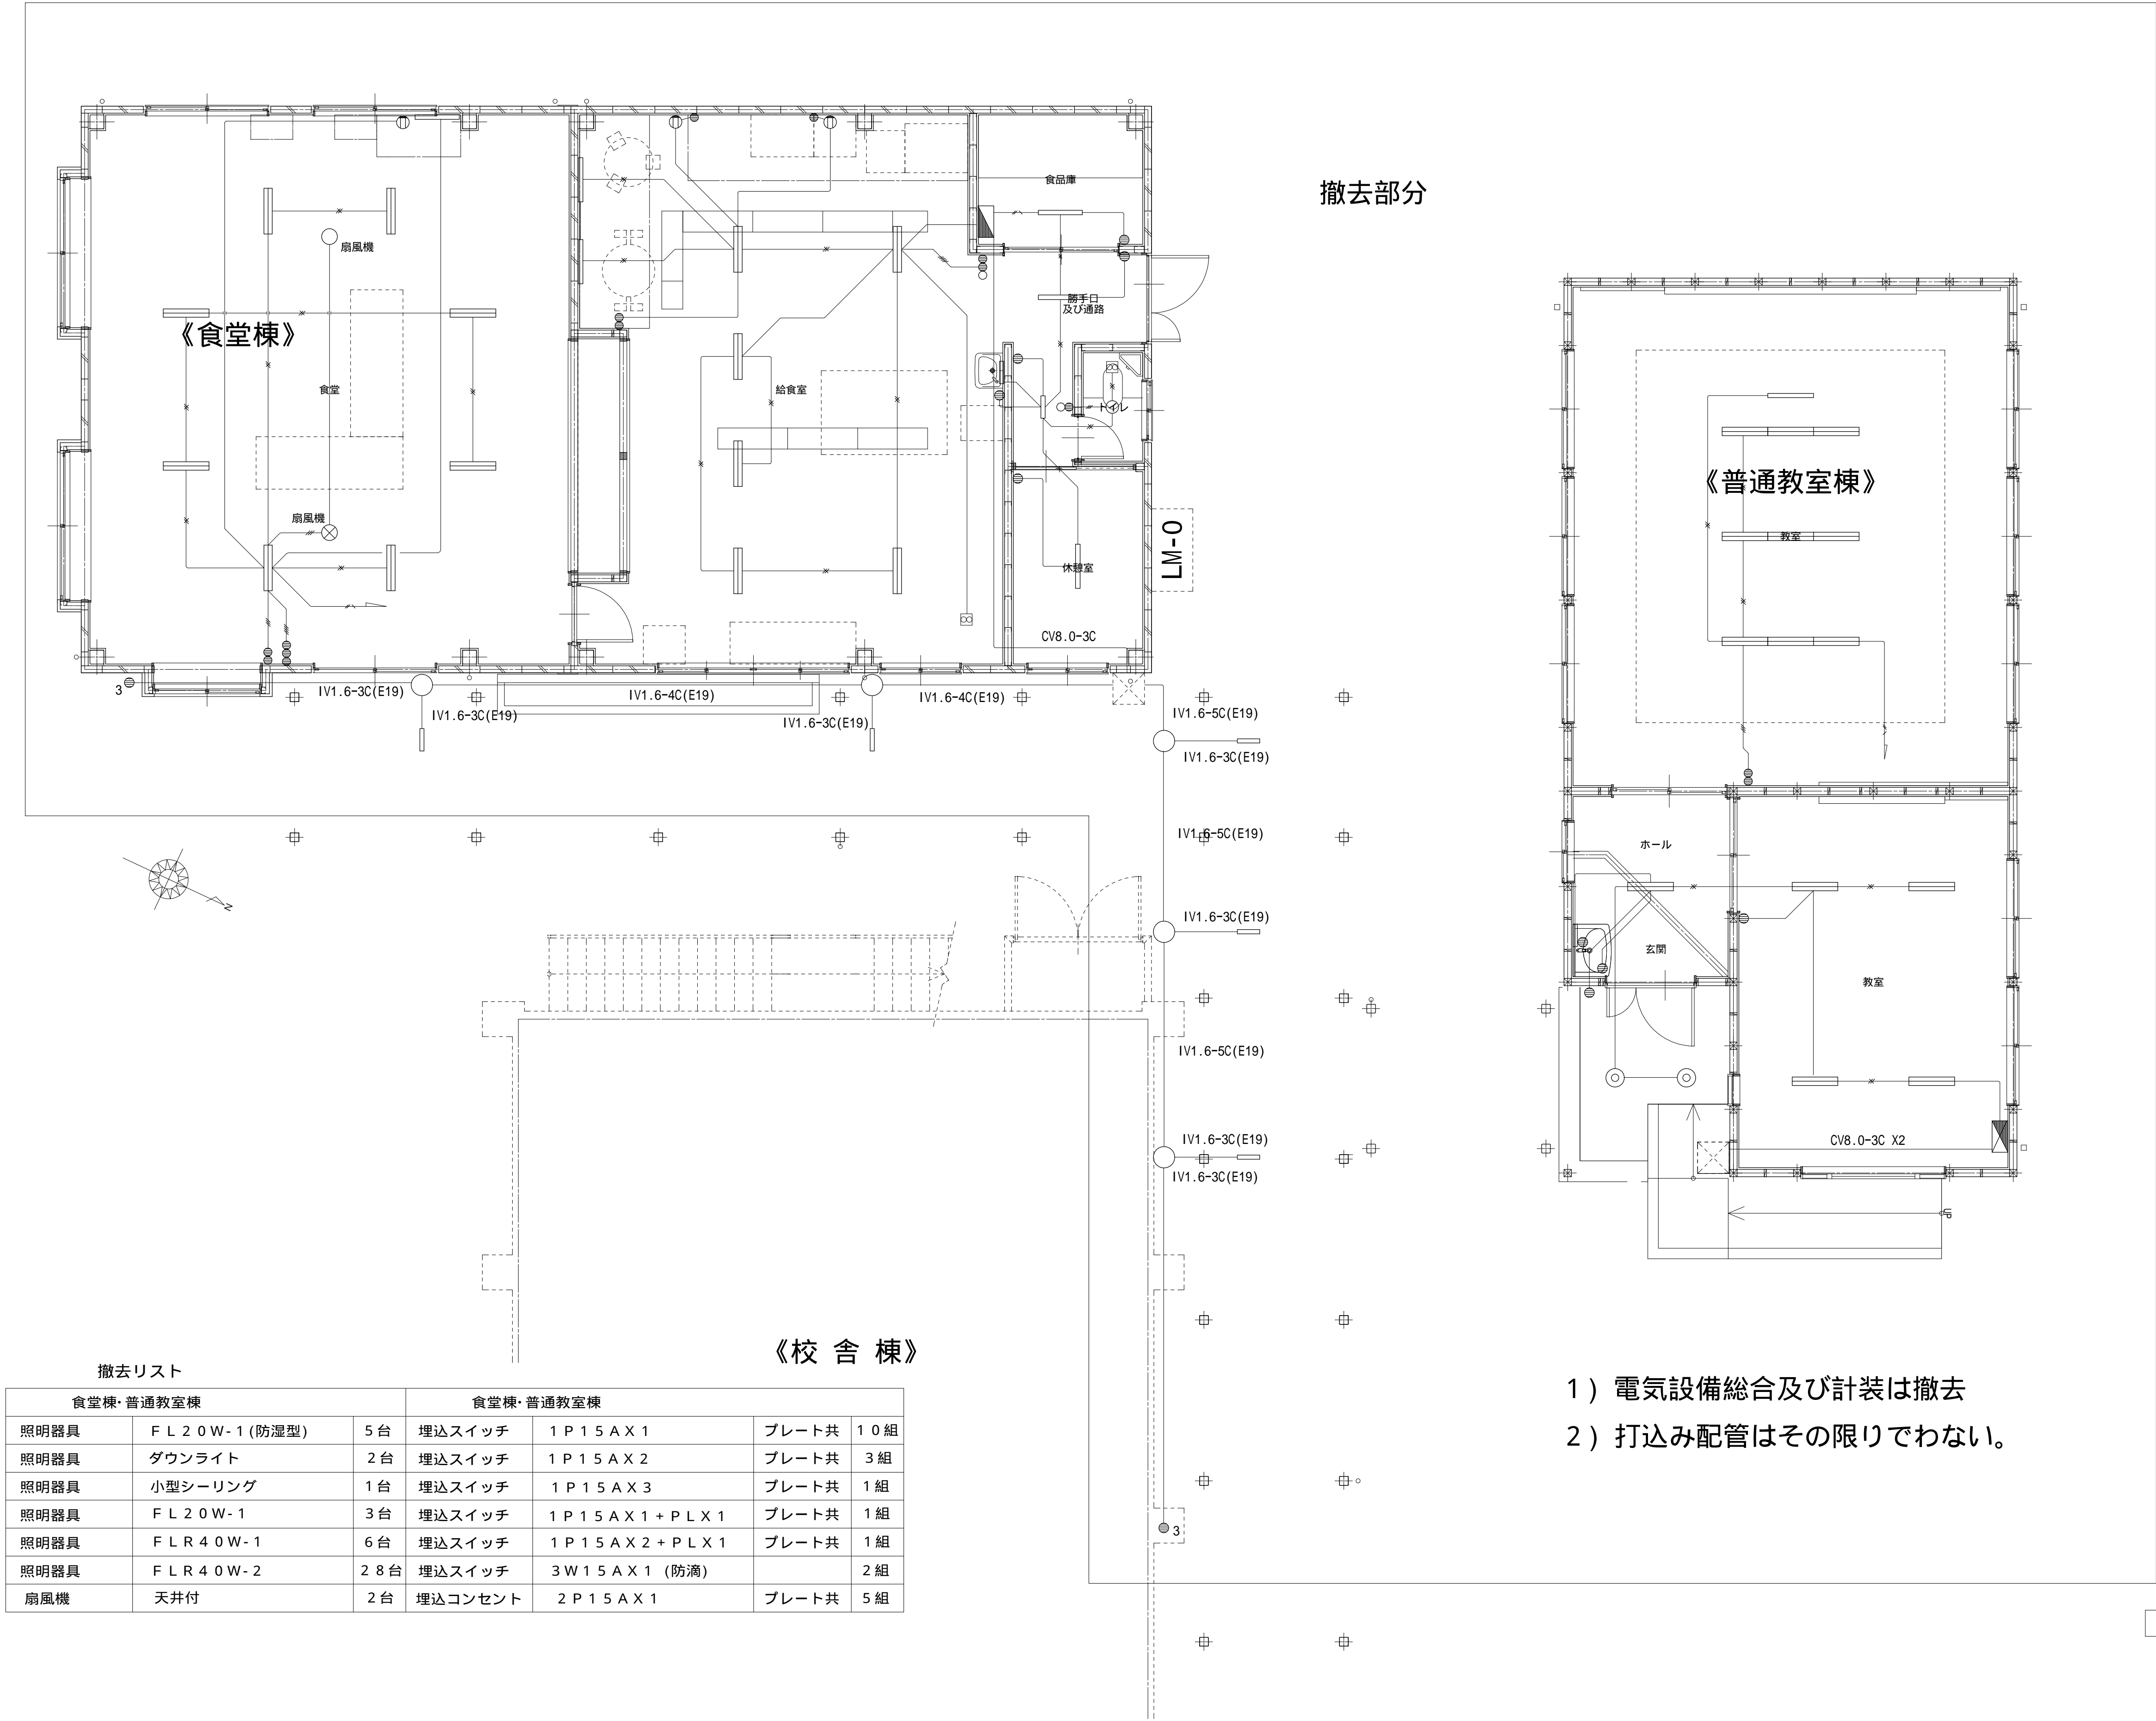 撤去部分
食品庫
扇風機
勝手口
及び通路
《食堂棟》
食堂
給食室
トイレ
扇風機
休憩室
LM-O
CV8.0-3C
3
IV1.6-3C(E19)
IV1.6-3C(E19)
IV1.6-4C(E19)
IV1.6-3C(E19)
IV1.6-4C(E19)
IV1.6-5C(E19)
IV1.6-3C(E19)
IV1.6-5C(E19)
IV1.6-3C(E19)
IV1.6-5C(E19)
IV1.6-3C(E19)
IV1.6-3C(E19)
3
N
《普通教室棟》
教室
ホール
玄関
教室
CV8.0-3C X2
UP
《校 舎 棟》
1) 電気設備総合及び計装は撤去
2) 打込み配管はその限りでわない。
撤去リスト
食堂棟・普通教室棟 食堂棟・普通教室棟
照明器具 FL20W-1(防湿型) 5台 埋込スイッチ 1P15AX1 プレート共 10組
照明器具 ダウンライト 2台 埋込スイッチ 1P15AX2 プレート共 3組
照明器具 小型シーリング 1台 埋込スイッチ 1P15AX3 プレート共 1組
照明器具 FL20W-1 3台 埋込スイッチ 1P15AX1+PLX1 プレート共 1組
照明器具 FLR40W-1 6台 埋込スイッチ 1P15AX2+PLX1 プレート共 1組
照明器具 FLR40W-2 28台 埋込スイッチ 3W15AX1 (防滴) 2組
扇風機 天井付 2台 埋込コンセント 2P15AX1 プレート共 5組